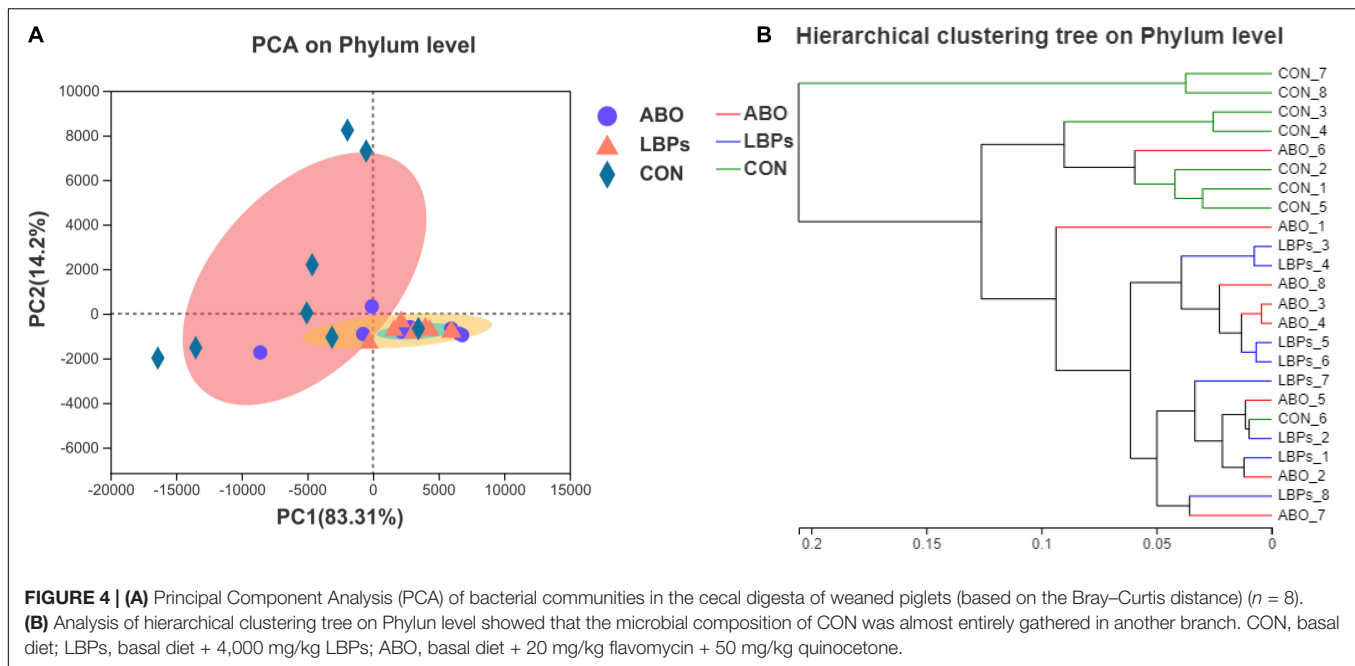 A
PCA on Phylum level
10000
8000
6000
4000
2000
0
-2000
-4000
-6000
PC2(14.2%)
-20000 -15000 -10000 -5000 0 5000 10000 15000
PC1(83.31%)
ABO
LBPs
CON
ABO
LBPs
CON
B Hierarchical clustering tree on Phylum level
CON_7
CON_8
CON_3
CON_4
ABO_6
CON_2
CON_1
CON_5
ABO_1
LBPs_3
LBPs_4
ABO_8
ABO_3
ABO_4
LBPs_5
LBPs_6
LBPs_7
ABO_5
CON_6
LBPs_2
LBPs_1
ABO_2
LBPs_8
ABO_7
0.2 0.15 0.1 0.05 0
FIGURE 4 | (A) Principal Component Analysis (PCA) of bacterial communities in the cecal digesta of weaned piglets (based on the Bray–Curtis distance) (n = 8).
(B) Analysis of hierarchical clustering tree on Phylun level showed that the microbial composition of CON was almost entirely gathered in another branch. CON, basal
diet; LBPs, basal diet + 4,000 mg/kg LBPs; ABO, basal diet + 20 mg/kg flavomycin + 50 mg/kg quinocetone.